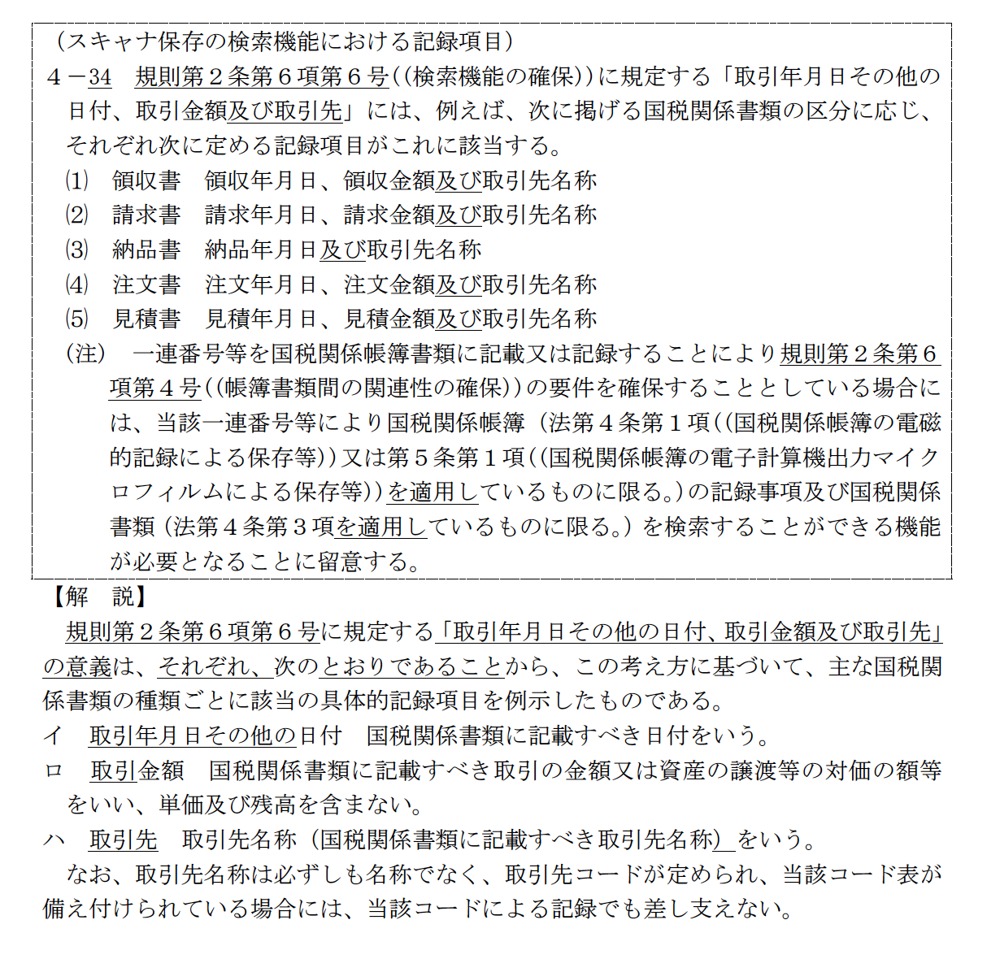 （スキャナ保存の検索機能における記録項目）
４－34　規則第２条第６項第６号((検索機能の確保))に規定する「取引年月日その他の
日付、取引金額及び取引先」には、例えば、次に掲げる国税関係書類の区分に応じ、
それぞれ次に定める記録項目がこれに該当する。
⑴　領収書　領収年月日、領収金額及び取引先名称
⑵　請求書　請求年月日、請求金額及び取引先名称
⑶　納品書　納品年月日及び取引先名称
⑷　注文書　注文年月日、注文金額及び取引先名称
⑸　見積書　見積年月日、見積金額及び取引先名称
（注）　一連番号等を国税関係帳簿書類に記載又は記録することにより規則第２条第６
項第４号((帳簿書類間の関連性の確保))の要件を確保することとしている場合に
は、当該一連番号等により国税関係帳簿（法第４条第１項((国税関係帳簿の電磁
的記録による保存等))又は第５条第１項((国税関係帳簿の電子計算機出力マイク
ロフィルムによる保存等))を適用しているものに限る。）の記録事項及び国税関係
書類（法第４条第３項を適用しているものに限る。）を検索することができる機能
が必要となることに留意する。
【解　説】
規則第２条第６項第６号に規定する「取引年月日その他の日付、取引金額及び取引先」
の意義は、それぞれ、次のとおりであることから、この考え方に基づいて、主な国税関
係書類の種類ごとに該当の具体的記録項目を例示したものである。
イ　取引年月日その他の日付　国税関係書類に記載すべき日付をいう。
ロ　取引金額　国税関係書類に記載すべき取引の金額又は資産の譲渡等の対価の額等
をいい、単価及び残高を含まない。
ハ　取引先　取引先名称（国税関係書類に記載すべき取引先名称）をいう。
なお、取引先名称は必ずしも名称でなく、取引先コードが定められ、当該コード表が
備え付けられている場合には、当該コードによる記録でも差し支えない。